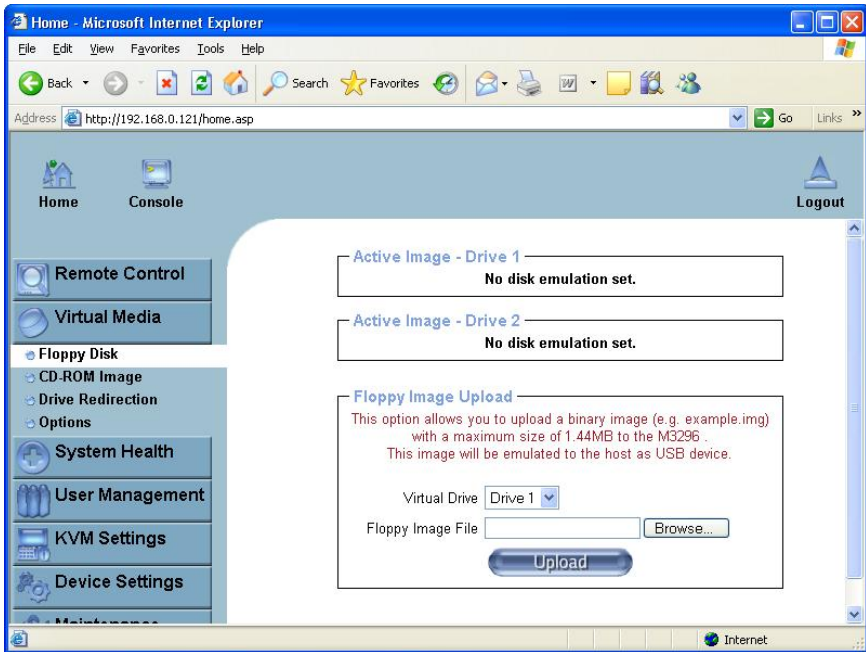 Home - Microsoft Internet Explorer
File Edit View Favorites Tools Help
Back Search Favorites
Address http://192.168.0.121/home.asp Go Links »
Home Console Logout
Remote Control
Virtual Media
Floppy Disk
CD-ROM Image
Drive Redirection
Options
System Health
User Management
KVM Settings
Device Settings
Maintenance
Active Image - Drive 1
No disk emulation set.
Active Image - Drive 2
No disk emulation set.
Floppy Image Upload
This option allows you to upload a binary image (e.g. example.img)
with a maximum size of 1.44MB to the M3296 .
This image will be emulated to the host as USB device.
Virtual Drive Drive 1
Floppy Image File Browse...
Upload
Internet